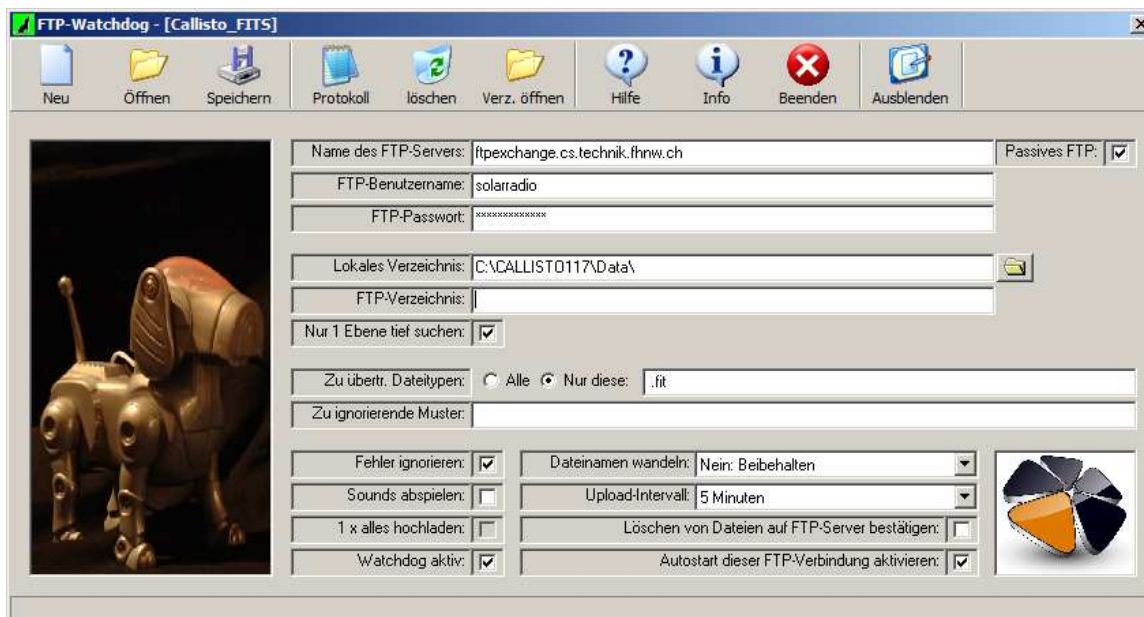 FTP-Watchdog - [Callisto_FITS]
Neu Öffnen Speichern Protokoll löschen Verz. öffnen Hilfe Info Beenden Ausblenden
Name des FTP-Servers: ftpexchange.cs.technik.fhnw.ch Passives FTP:
FTP-Benutzername: solarradio
FTP-Passwort: *************
Lokales Verzeichnis: C:\CALLISTO117\Data\
FTP-Verzeichnis:
Nur 1 Ebene tief suchen:
Zu übertr. Dateitypen: Alle Nur diese: .fit
Zu ignorierende Muster:
Fehler ignorieren: Dateinamen wandeln: Nein: Beibehalten
Sounds abspielen: Upload-Intervall: 5 Minuten
1 x alles hochladen: Löschen von Dateien auf FTP-Server bestätigen:
Watchdog aktiv: Autostart dieser FTP-Verbindung aktivieren: